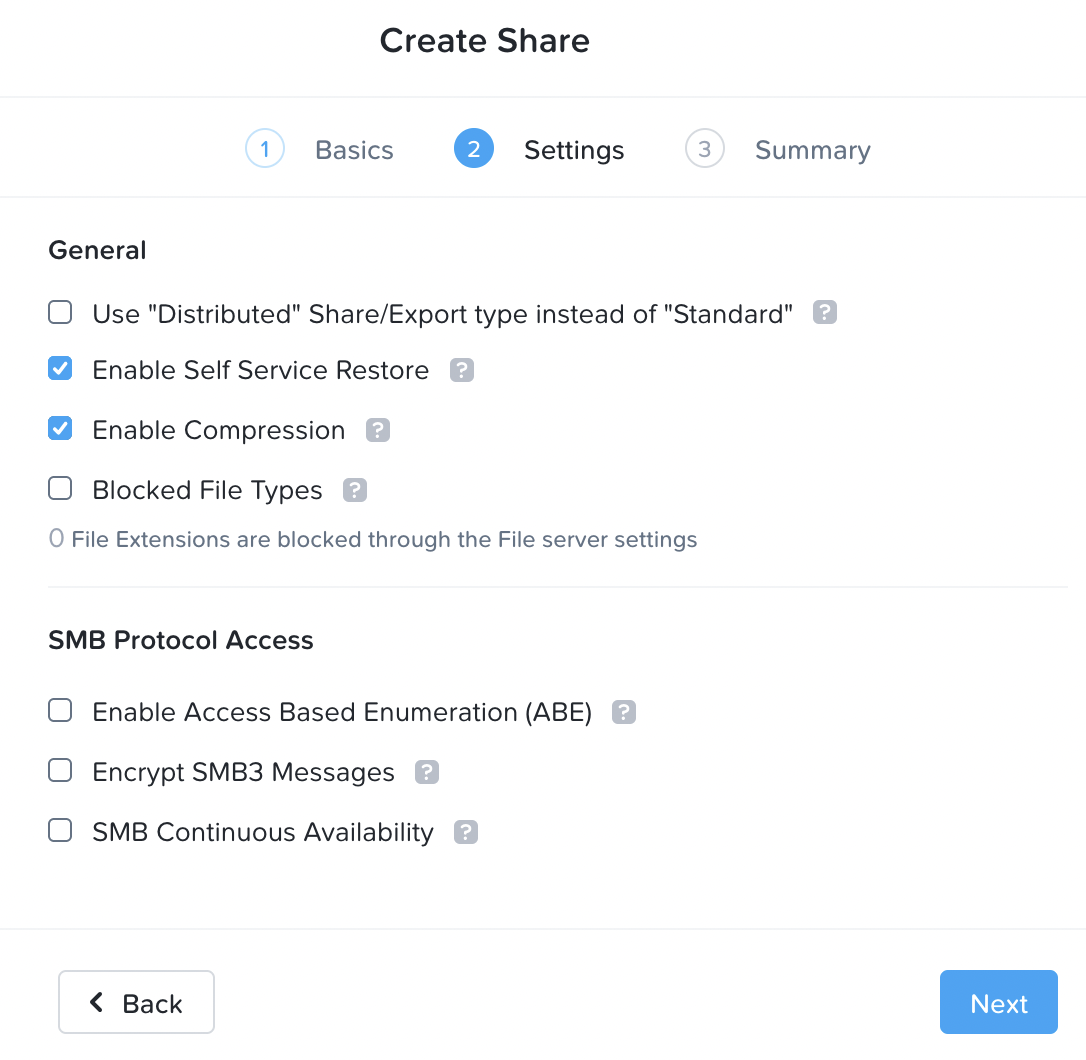 Create Share
1 Basics 2 Settings 3 Summary
General
Use "Distributed" Share/Export type instead of "Standard" ?
Enable Self Service Restore ?
Enable Compression ?
Blocked File Types ?
0 File Extensions are blocked through the File server settings
SMB Protocol Access
Enable Access Based Enumeration (ABE) ?
Encrypt SMB3 Messages ?
SMB Continuous Availability ?
Back Next